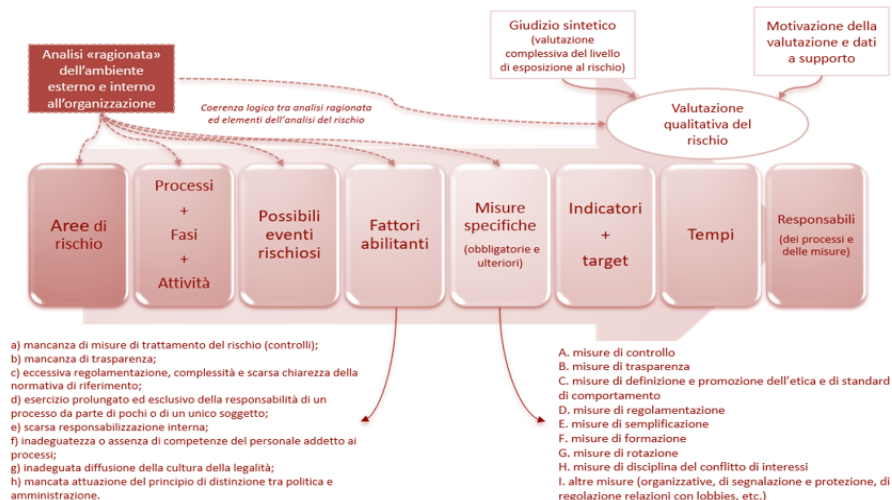 Analisi «ragionata»
dell'ambiente
esterno e interno
all'organizzazione
Giudizio sintetico
(valutazione
complessiva del livello
di esposizione al rischio)
Motivazione della
valutazione e dati
a supporto
Coerenza logica tra analisi ragionata
ed elementi dell'analisi del rischio
Valutazione
qualitativa del
rischio
Aree di
rischio
Processi
+
Fasi
+
Attività
Possibili
eventi
rischiosi
Fattori
abilitanti
Misure
specifiche
(obbligatorie e
ulteriori)
Indicatori
+
target
Tempi
Responsabili
(dei processi e
delle misure)
a) mancanza di misure di trattamento del rischio (controlli);
b) mancanza di trasparenza;
c) eccessiva regolamentazione, complessità e scarsa chiarezza della
normativa di riferimento;
d) esercizio prolungato ed esclusivo della responsabilità di un
processo da parte di pochi o di un unico soggetto;
e) scarsa responsabilizzazione interna;
f) inadeguatezza o assenza di competenze del personale addetto ai
processi;
g) inadeguata diffusione della cultura della legalità;
h) mancata attuazione del principio di distinzione tra politica e
amministrazione.
A. misure di controllo
B. misure di trasparenza
C. misure di definizione e promozione dell'etica e di standard
di comportamento
D. misure di regolamentazione
E. misure di semplificazione
F. misure di formazione
G. misure di rotazione
H. misure di disciplina del conflitto di interessi
I. altre misure (organizzative, di segnalazione e protezione, di
regolazione relazioni con lobbies, etc.)